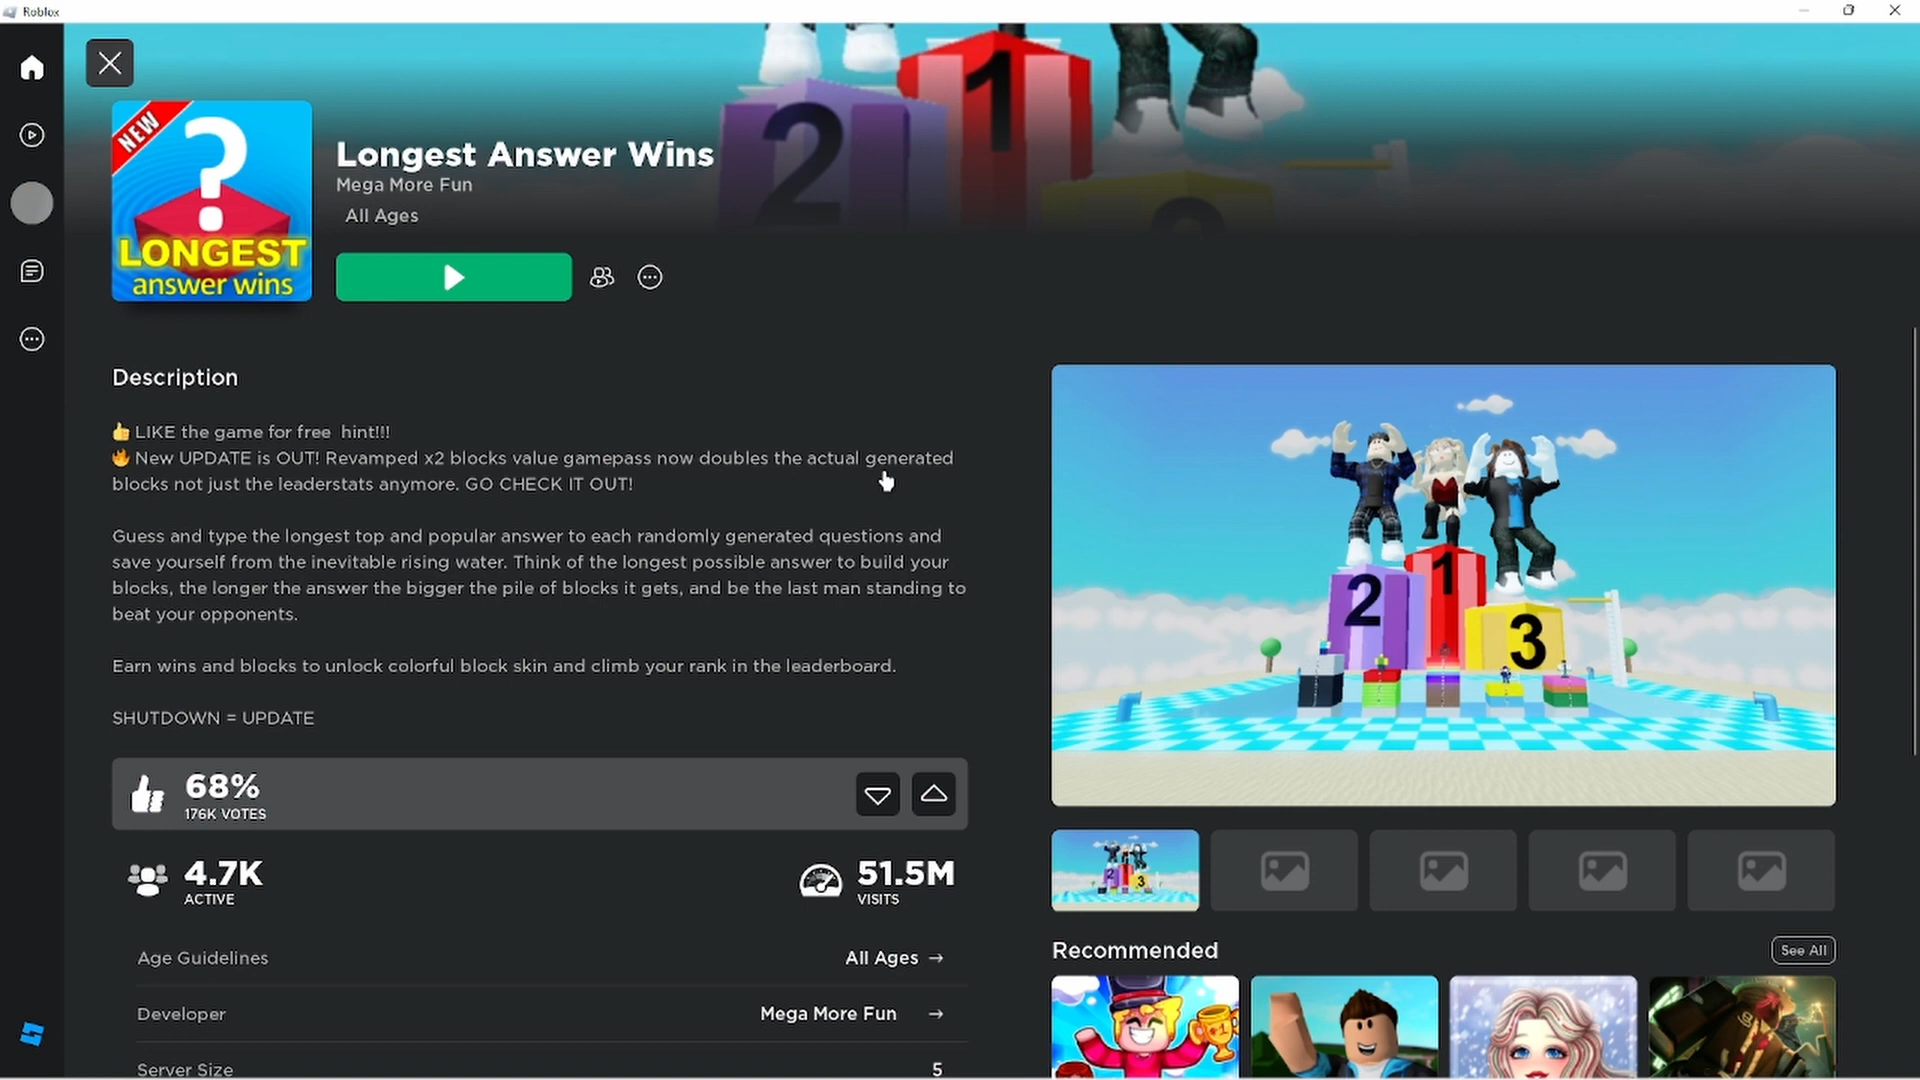 Roblox
NEW
?
LONGEST
answer wins
Longest Answer Wins
Mega More Fun
All Ages
2
1
Description
👍 LIKE the game for free hint!!!
🔥 New UPDATE is OUT! Revamped x2 blocks value gamepass now doubles the actual generated
blocks not just the leaderstats anymore. GO CHECK IT OUT!
Guess and type the longest top and popular answer to each randomly generated questions and
save yourself from the inevitable rising water. Think of the longest possible answer to build your
blocks, the longer the answer the bigger the pile of blocks it gets, and be the last man standing to
beat your opponents.
Earn wins and blocks to unlock colorful block skin and climb your rank in the leaderboard.
SHUTDOWN = UPDATE
68%
176K VOTES
4.7K
ACTIVE
51.5M
VISITS
Age Guidelines
All Ages →
Developer
Mega More Fun →
Server Size
5
2
1
3
2
3
Recommended
See All